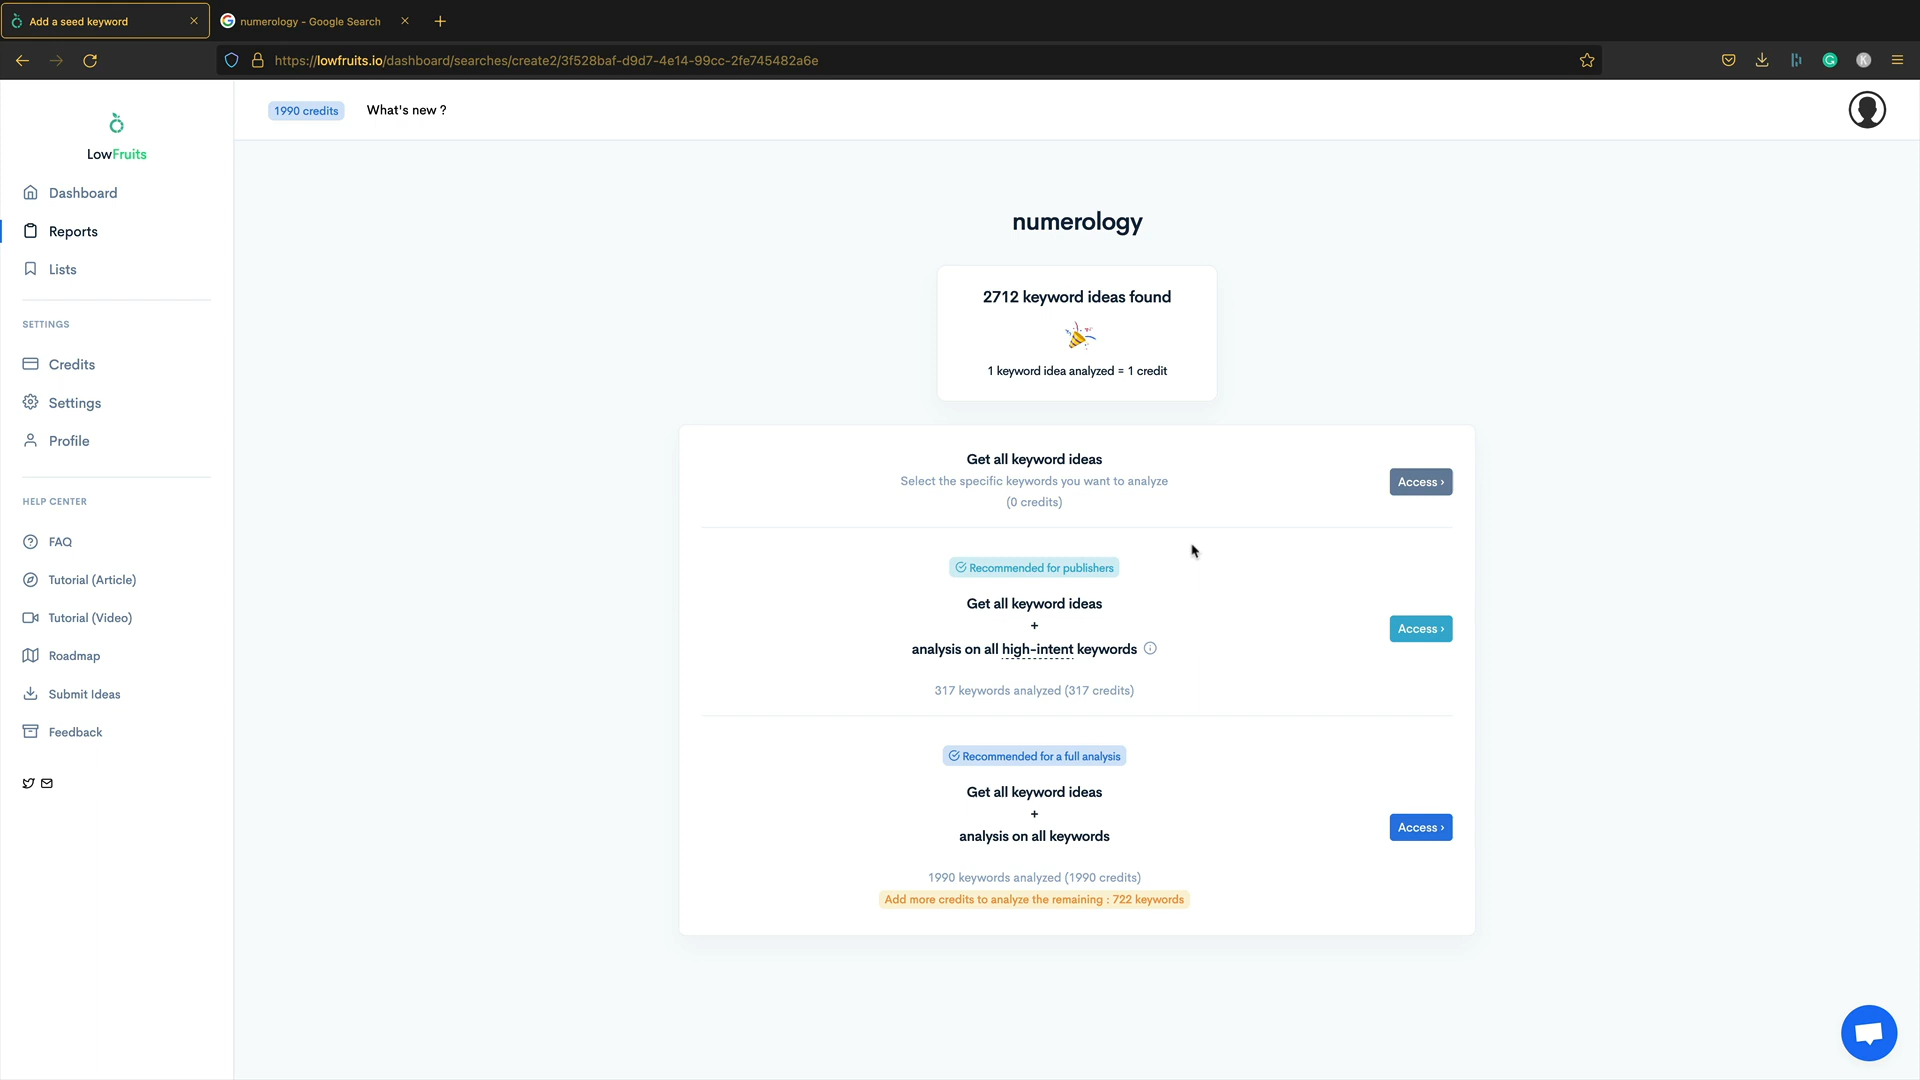 Add a seed keyword
numerology - Google Search
https://lowfruits.io/dashboard/searches/create2/3f528baf-d9d7-4e14-99cc-2fe745482a6e
K
LowFruits
Dashboard
Reports
Lists
SETTINGS
Credits
Settings
Profile
HELP CENTER
FAQ
Tutorial (Article)
Tutorial (Video)
Roadmap
Submit Ideas
Feedback
1990 credits
What's new ?
numerology
2712 keyword ideas found
1 keyword idea analyzed = 1 credit
Get all keyword ideas
Select the specific keywords you want to analyze
(0 credits)
Access ›
Recommended for publishers
Get all keyword ideas
+
analysis on all high-intent keywords
317 keywords analyzed (317 credits)
Access ›
Recommended for a full analysis
Get all keyword ideas
+
analysis on all keywords
1990 keywords analyzed (1990 credits)
Add more credits to analyze the remaining : 722 keywords
Access ›